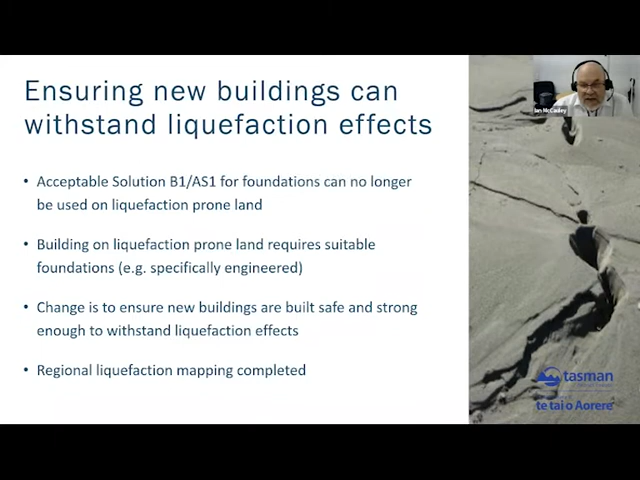 Ensuring new buildings can
withstand liquefaction effects
• Acceptable Solution B1/AS1 for foundations can no longer
be used on liquefaction prone land
• Building on liquefaction prone land requires suitable
foundations (e.g. specifically engineered)
• Change is to ensure new buildings are built safe and strong
enough to withstand liquefaction effects
• Regional liquefaction mapping completed
Ian McCauley
tasman
te tai o Aorere